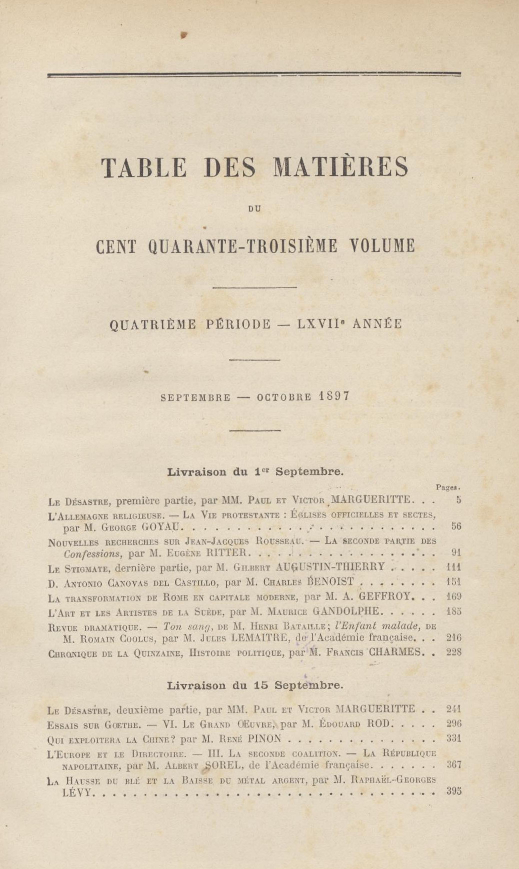 TABLE DES MATIÈRES
DU
CENT QUARANTE-TROISIÈME VOLUME
QUATRIÈME PÉRIODE — LXVIIe ANNÉE
SEPTEMBRE — OCTOBRE 1897
Livraison du 1er Septembre.
Pages.
LE DÉSASTRE, première partie, par MM. PAUL ET VICTOR MARGUERITTE. . . 5
L'ALLEMAGNE RELIGIEUSE. — LA VIE PROTESTANTE : ÉGLISES OFFICIELLES ET SECTES,
par M. GEORGE GOYAU. . . . . . . . . . . . . . . . . . . . . . . 56
NOUVELLES RECHERCHES SUR JEAN-JACQUES ROUSSEAU. — LA SECONDE PARTIE DES
Confessions, par M. EUGÈNE RITTER. . . . . . . . . . . . . . . . . 91
LE STIGMATE, dernière partie, par M. GILBERT AUGUSTIN-THIERRY . . . . . 111
D. ANTONIO CANOVAS DEL CASTILLO, par M. CHARLES BENOIST . . . . . . . 151
LA TRANSFORMATION DE ROME EN CAPITALE MODERNE, par M. A. GEFFROY. . . 169
L'ART ET LES ARTISTES DE LA SUÈDE, par M. MAURICE GANDOLPHE. . . . . . 185
REVUE DRAMATIQUE. — Ton sang, DE M. HENRI BATAILLE; l'Enfant malade, DE
M. ROMAIN COOLUS, par M. JULES LEMAITRE, de l'Académie française. . . 216
CHRONIQUE DE LA QUINZAINE, HISTOIRE POLITIQUE, par M. FRANCIS CHARMES. . 228
Livraison du 15 Septembre.
LE DÉSASTRE, deuxième partie, par MM. PAUL ET VICTOR MARGUERITTE . . 241
ESSAIS SUR GŒTHE. — VI. LE GRAND ŒUVRE, par M. ÉDOUARD ROD. . . . . 296
QUI EXPLOITERA LA CHINE? par M. RENÉ PINON . . . . . . . . . . . . . 331
L'EUROPE ET LE DIRECTOIRE. — III. LA SECONDE COALITION. — LA RÉPUBLIQUE
NAPOLITAINE, par M. ALBERT SOREL, de l'Académie française. . . . . . . 367
LA HAUSSE DU BLÉ ET LA BAISSE DU MÉTAL ARGENT, par M. RAPHAËL-GEORGES
LÉVY. . . . . . . . . . . . . . . . . . . . . . . . . . . . . . . 395